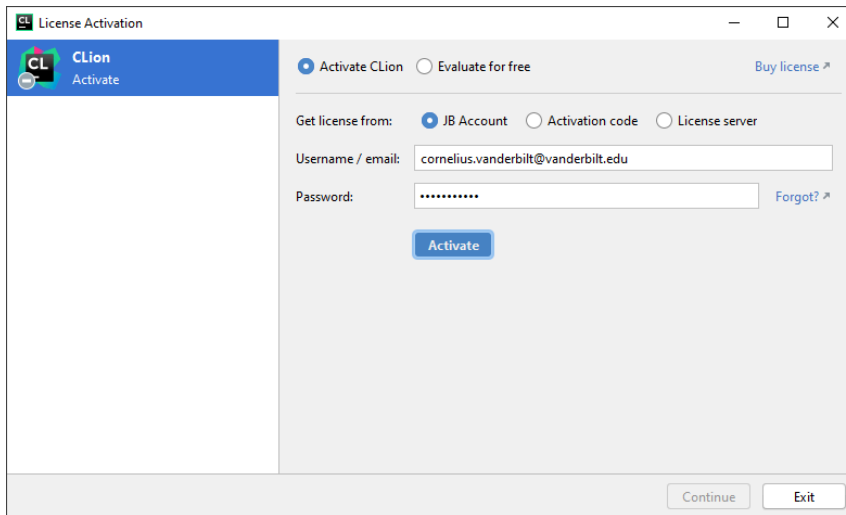 CL License Activation
CL CLion
Activate
Activate CLion Evaluate for free Buy license
Get license from: JB Account Activation code License server
Username / email: cornelius.vanderbilt@vanderbilt.edu
Password: ••••••••••• Forgot?
Activate
Continue Exit